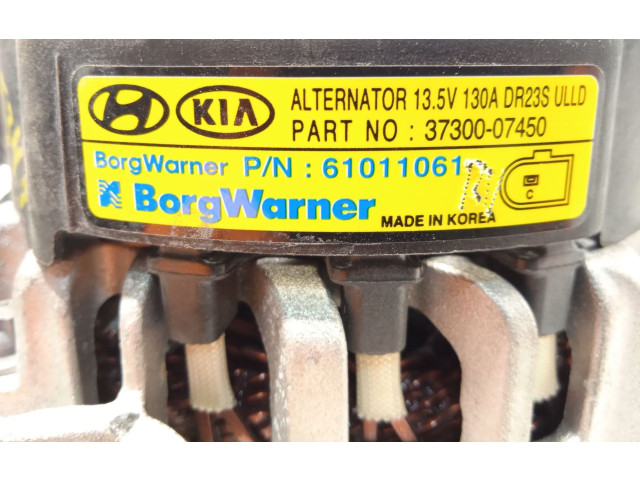 KIA ALTERNATOR 13.5V 130A DR23S ULLD
PART NO : 37300-07450
BorgWarner P/N : 61011061
BorgWarner
MADE IN KOREA
C